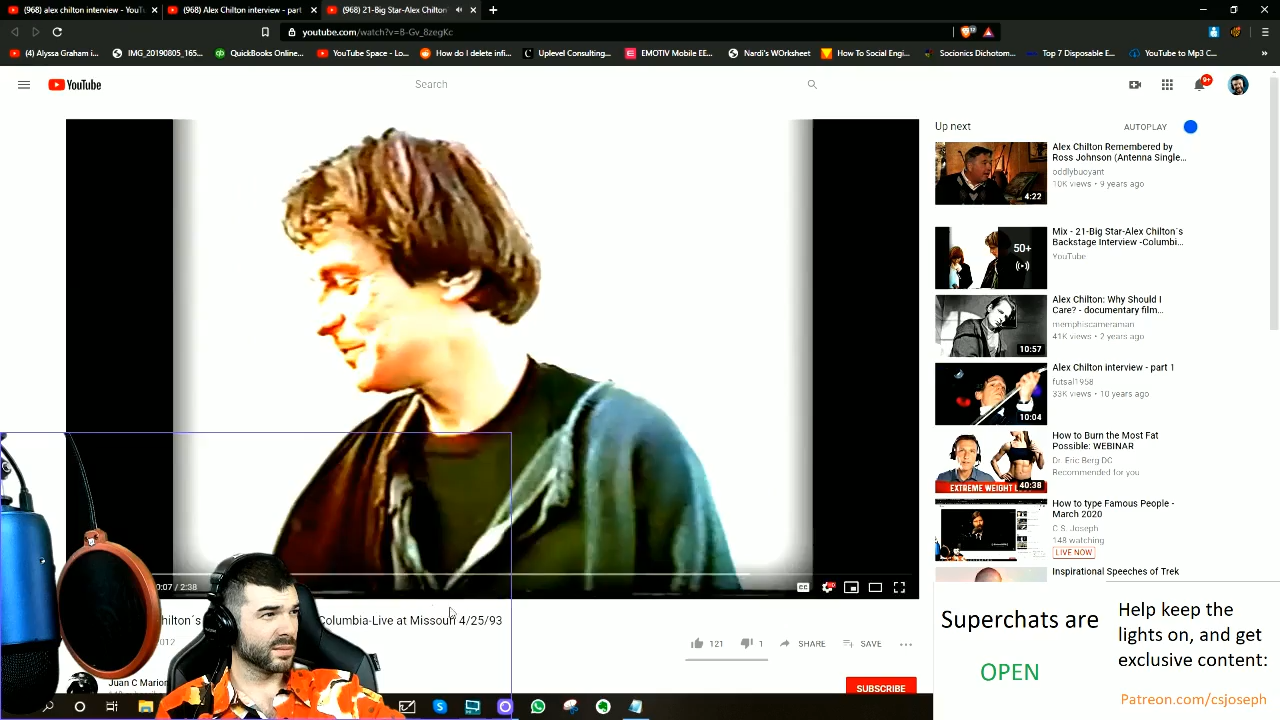 (968) alex chilton interview - YouT
(968) Alex Chilton interview - part
(968) 21-Big Star-Alex Chilton
youtube.com/watch?v=8-Gv_8zegKc
(4) Alyssa Graham i...
IMG_20190805_165...
QuickBooks Online...
YouTube Space - Lo...
How do I delete infi...
Uplevel Consulting...
EMOTIV Mobile EE...
Nardi's WOrksheet
How To Social Engi...
Socionics Dichotom...
Top 7 Disposable E...
YouTube to Mp3 C...
YouTube
Search
9+
Up next
AUTOPLAY
Alex Chilton Remembered by
Ross Johnson (Antenna Single...
oddlybuoyant
10K views • 9 years ago
4:22
Mix - 21-Big Star-Alex Chilton´s
Backstage Interview -Columbi...
YouTube
50+
Alex Chilton: Why Should I
Care? - documentary film...
memphiscameraman
41K views • 2 years ago
10:57
Alex Chilton interview - part 1
futsal1958
33K views • 10 years ago
10:04
How to Burn the Most Fat
Possible: WEBINAR
Dr. Eric Berg DC
Recommended for you
EXTREME WEIGHT
40:38
How to type Famous People -
March 2020
C.S. Joseph
148 watching
LIVE NOW
Inspirational Speeches of Trek
0:07 / 2:38
hilton´s
Columbia-Live at Missouri 4/25/93
012
121
1
SHARE
SAVE
Juan C Marion
SUBSCRIBE
Superchats are
OPEN
Help keep the
lights on, and get
exclusive content:
Patreon.com/csjoseph